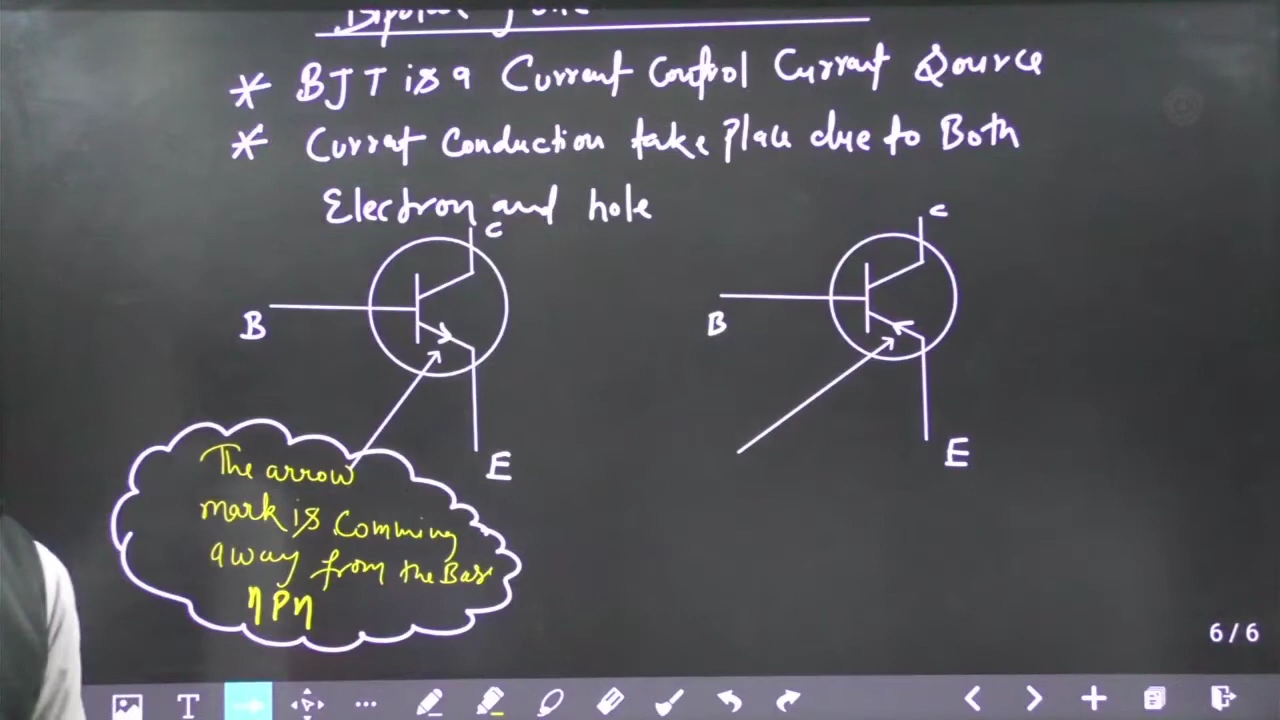 * BJT is a Current Control Current Source
* Current Conduction take Place due to Both
Electron and hole
C
B
E
The arrow
mark is Comming
away from the Base
npn
C
B
E
6/6
T